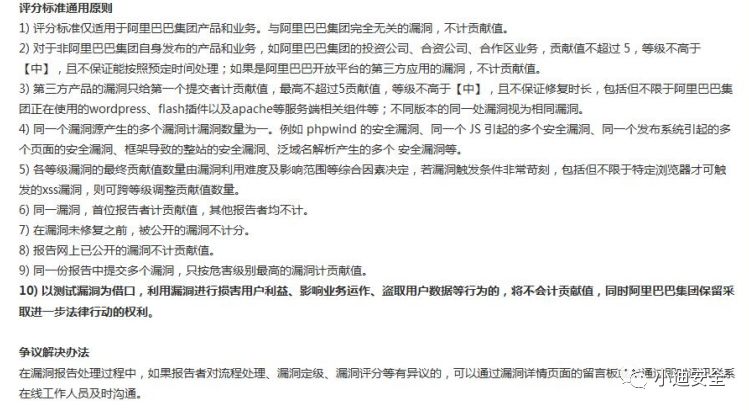 评分标准通用原则
1) 评分标准仅适用于阿里巴巴集团产品和业务。与阿里巴巴集团完全无关的漏洞，不计贡献值。
2) 对于非阿里巴巴集团自身发布的产品和业务，如阿里巴巴集团的投资公司、合资公司、合作区业务，贡献值不超过 5，等级不高于
【中】，且不保证能按照预定时间处理；如果是阿里巴巴开放平台的第三方应用的漏洞，不计贡献值。
3) 第三方产品的漏洞只给第一个提交者计贡献值，最高不超过5贡献值，等级不高于【中】，且不保证修复时长，包括但不限于阿里巴巴集
团正在使用的wordpress、flash插件以及apache等服务端相关组件等；不同版本的同一处漏洞视为相同漏洞。
4) 同一个漏洞源产生的多个漏洞计漏洞数量为一。例如 phpwind 的安全漏洞、同一个 JS 引起的多个安全漏洞、同一个发布系统引起的多
个页面的安全漏洞、框架导致的整站的安全漏洞、泛域名解析产生的多个 安全漏洞等。
5) 各等级漏洞的最终贡献值数量由漏洞利用难度及影响范围等综合因素决定，若漏洞触发条件非常苛刻，包括但不限于特定浏览器才可触
发的xss漏洞，则可跨等级调整贡献值数量。
6) 同一漏洞，首位报告者计贡献值，其他报告者均不计。
7) 在漏洞未修复之前，被公开的漏洞不计分。
8) 报告网上已公开的漏洞不计贡献值。
9) 同一份报告中提交多个漏洞，只按危害级别最高的漏洞计贡献值。
10) 以测试漏洞为借口，利用漏洞进行损害用户利益、影响业务运作、盗取用户数据等行为的，将不会计贡献值，同时阿里巴巴集团保留采
取进一步法律行动的权利。
争议解决办法
在漏洞报告处理过程中，如果报告者对流程处理、漏洞定级、漏洞评分等有异议的，可以通过漏洞详情页面的留言板 通过 系
在线工作人员及时沟通。
小迪安全